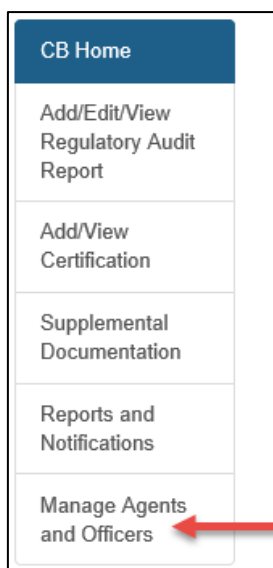 CB Home
Add/Edit/View
Regulatory Audit
Report
Add/View
Certification
Supplemental
Documentation
Reports and
Notifications
Manage Agents
and Officers